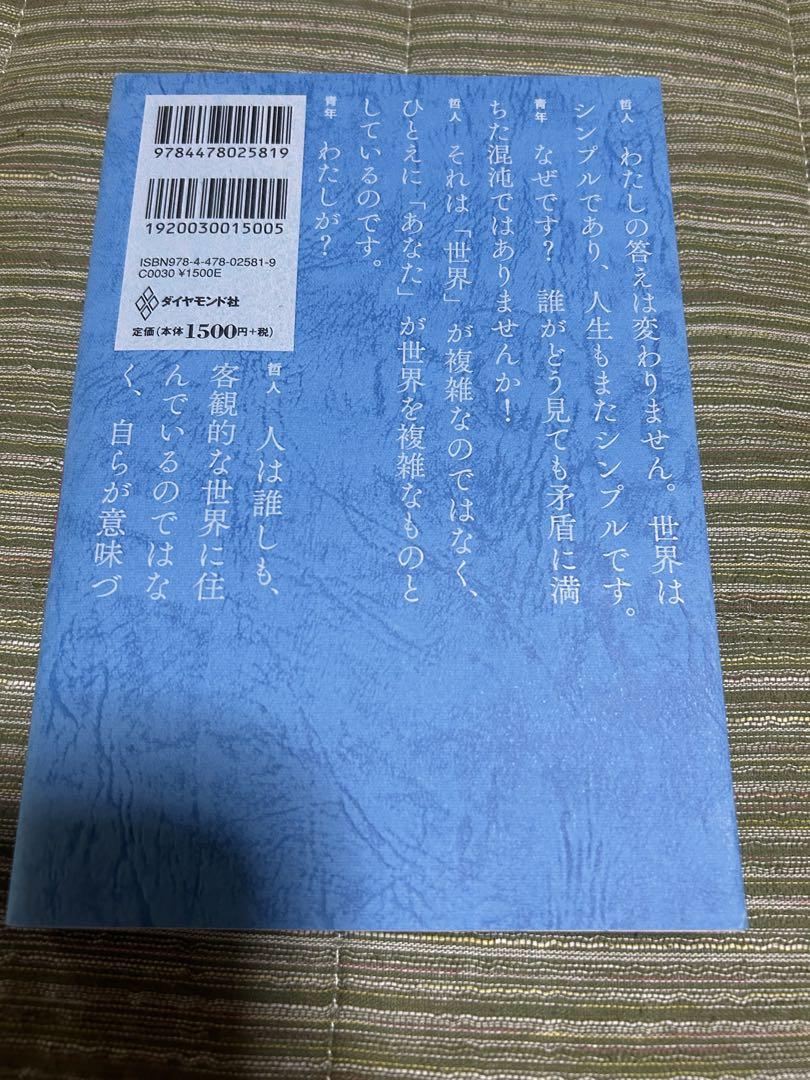 哲人 わたしの答えは変わりません。世界は
シンプルであり、人生もまたシンプルです。
青年 なぜです? 誰がどう見ても矛盾に満
ちた混沌ではありませんか!
哲人 それは「世界」が複雑なのではなく、
ひとえに「あなた」が世界を複雑なものと
しているのです。
青年 わたしが?
哲人 人は誰しも、
客観的な世界に住
んでいるのではな
く、自らが意味づ
9784478025819
1920030015005
ISBN978-4-478-02581-9
C0030 ¥1500E
ダイヤモンド社
定価(本体1500円+税)